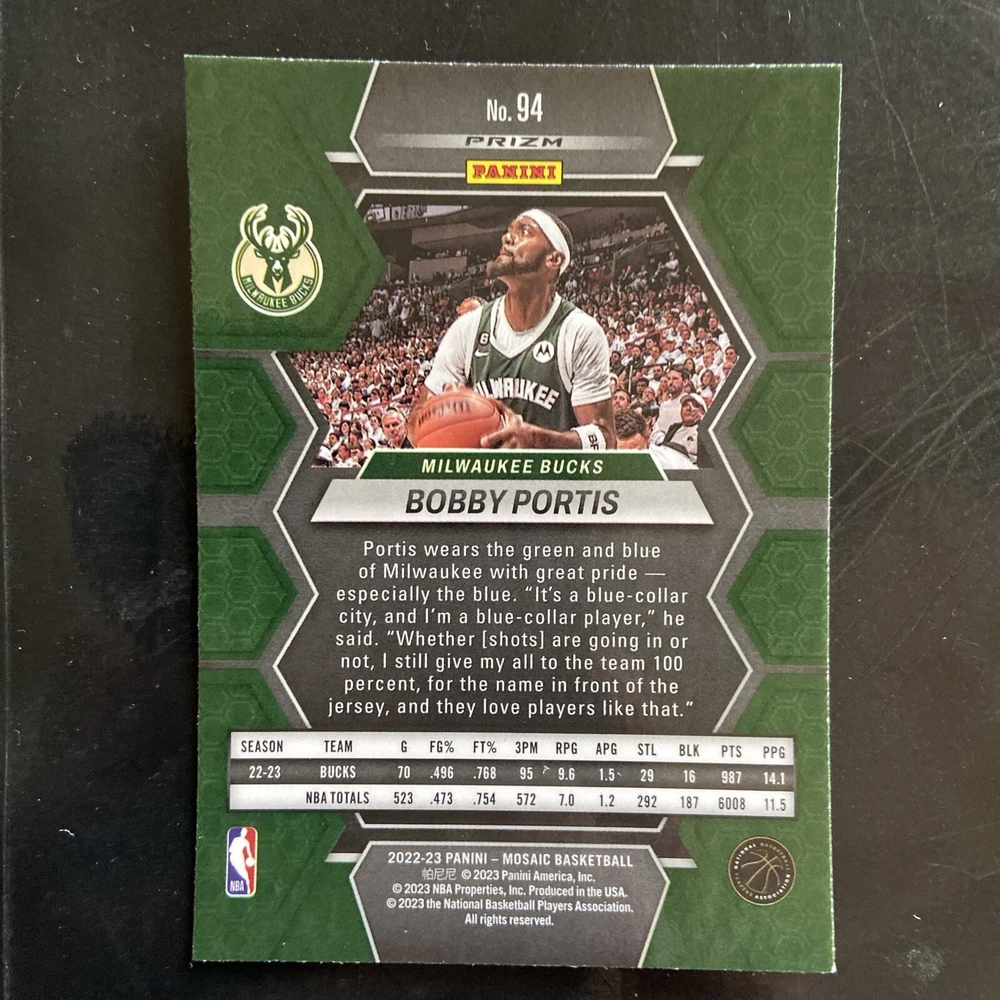 No. 94
PRIZM
PANINI
MILWAUKEE BUCKS
6
MILWAUKEE
MILWAUKEE BUCKS
BOBBY PORTIS
Portis wears the green and blue
of Milwaukee with great pride —
especially the blue. “It’s a blue-collar
city, and I’m a blue-collar player,” he
said. “Whether [shots] are going in or
not, I still give my all to the team 100
percent, for the name in front of the
jersey, and they love players like that.”
SEASON TEAM G FG% FT% 3PM RPG APG STL BLK PTS PPG
22-23 BUCKS 70 .496 .768 95 9.6 1.5 29 16 987 14.1
NBA TOTALS 523 .473 .754 572 7.0 1.2 292 187 6008 11.5
NBA
2022-23 PANINI – MOSAIC BASKETBALL
帕尼尼 © 2023 Panini America, Inc.
© 2023 NBA Properties, Inc. Produced in the USA.
© 2023 the National Basketball Players Association.
All rights reserved.
NATIONAL BASKETBALL PLAYERS ASSOCIATION